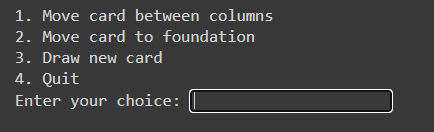 1. Move card between columns
2. Move card to foundation
3. Draw new card
4. Quit
Enter your choice: